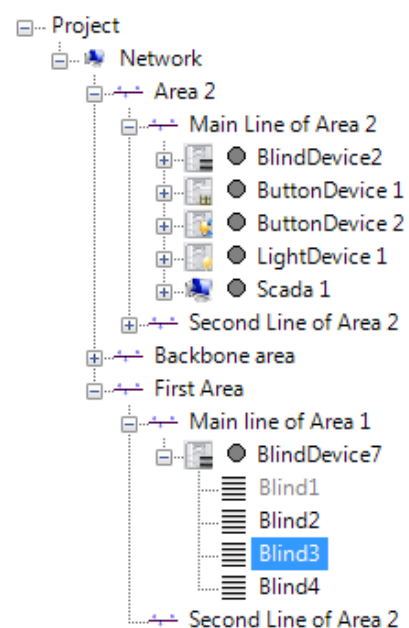 Project
Network
Area 2
Main Line of Area 2
BlindDevice2
ButtonDevice 1
ButtonDevice 2
LightDevice 1
Scada 1
Second Line of Area 2
Backbone area
First Area
Main line of Area 1
BlindDevice7
Blind1
Blind2
Blind3
Blind4
Second Line of Area 2